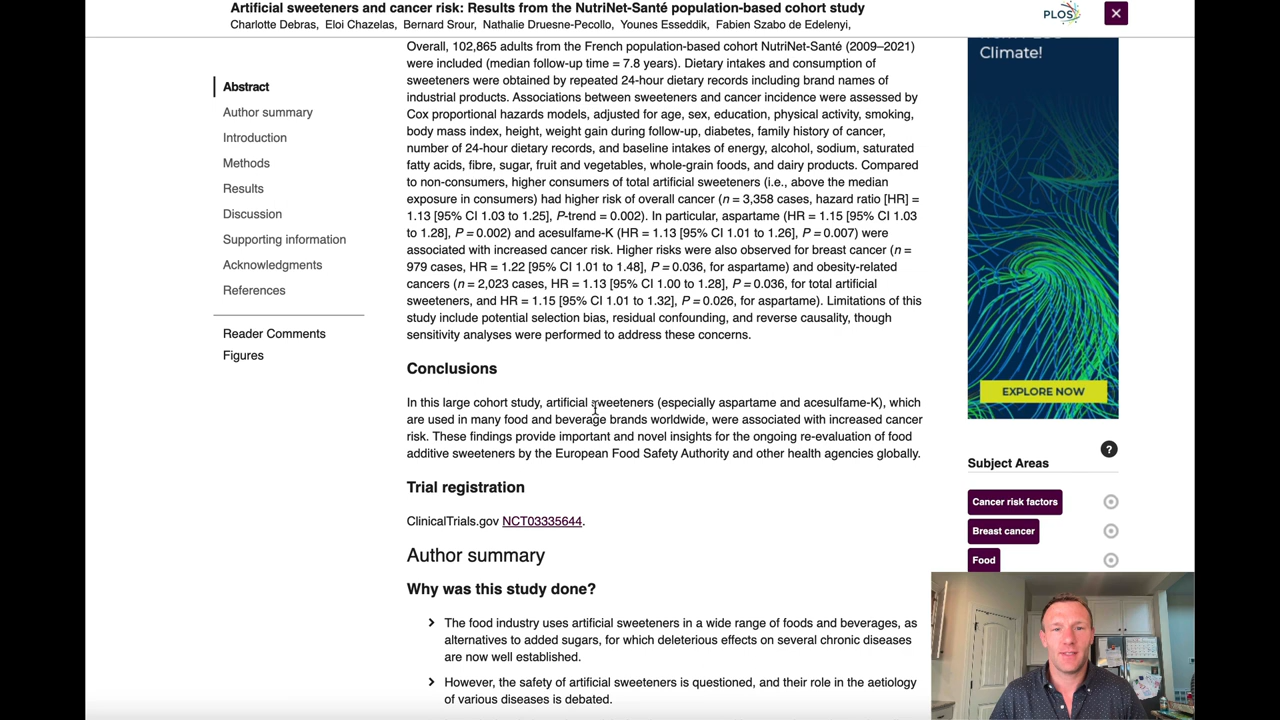 Artificial sweeteners and cancer risk: Results from the NutriNet-Santé population-based cohort study
Charlotte Debras, Eloi Chazelas, Bernard Srour, Nathalie Druesne-Pecollo, Younes Esseddik, Fabien Szabo de Edelenyi,
PLOS
Abstract
Author summary
Introduction
Methods
Results
Discussion
Supporting information
Acknowledgments
References
Reader Comments
Figures
Overall, 102,865 adults from the French population-based cohort NutriNet-Santé (2009–2021)
were included (median follow-up time = 7.8 years). Dietary intakes and consumption of
sweeteners were obtained by repeated 24-hour dietary records including brand names of
industrial products. Associations between sweeteners and cancer incidence were assessed by
Cox proportional hazards models, adjusted for age, sex, education, physical activity, smoking,
body mass index, height, weight gain during follow-up, diabetes, family history of cancer,
number of 24-hour dietary records, and baseline intakes of energy, alcohol, sodium, saturated
fatty acids, fibre, sugar, fruit and vegetables, whole-grain foods, and dairy products. Compared
to non-consumers, higher consumers of total artificial sweeteners (i.e., above the median
exposure in consumers) had higher risk of overall cancer (n = 3,358 cases, hazard ratio [HR] =
1.13 [95% CI 1.03 to 1.25], P-trend = 0.002). In particular, aspartame (HR = 1.15 [95% CI 1.03
to 1.28], P = 0.002) and acesulfame-K (HR = 1.13 [95% CI 1.01 to 1.26], P = 0.007) were
associated with increased cancer risk. Higher risks were also observed for breast cancer (n =
979 cases, HR = 1.22 [95% CI 1.01 to 1.48], P = 0.036, for aspartame) and obesity-related
cancers (n = 2,023 cases, HR = 1.13 [95% CI 1.00 to 1.28], P = 0.036, for total artificial
sweeteners, and HR = 1.15 [95% CI 1.01 to 1.32], P = 0.026, for aspartame). Limitations of this
study include potential selection bias, residual confounding, and reverse causality, though
sensitivity analyses were performed to address these concerns.
Conclusions
In this large cohort study, artificial sweeteners (especially aspartame and acesulfame-K), which
are used in many food and beverage brands worldwide, were associated with increased cancer
risk. These findings provide important and novel insights for the ongoing re-evaluation of food
additive sweeteners by the European Food Safety Authority and other health agencies globally.
Trial registration
ClinicalTrials.gov NCT03335644.
Author summary
Why was this study done?
The food industry uses artificial sweeteners in a wide range of foods and beverages, as
alternatives to added sugars, for which deleterious effects on several chronic diseases
are now well established.
However, the safety of artificial sweeteners is questioned, and their role in the aetiology
of various diseases is debated.
Climate!
EXPLORE NOW
?
Subject Areas
Cancer risk factors
Breast cancer
Food